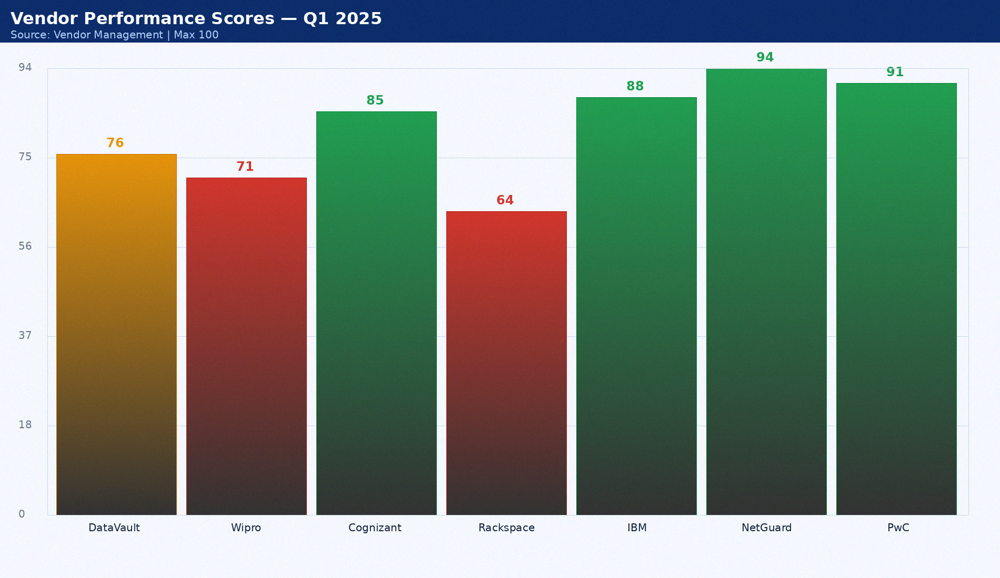 Vendor Performance Scores — Q1 2025
Source: Vendor Management | Max 100
94
75
56
37
18
0
76
71
85
64
88
94
91
DataVault
Wipro
Cognizant
Rackspace
IBM
NetGuard
PwC